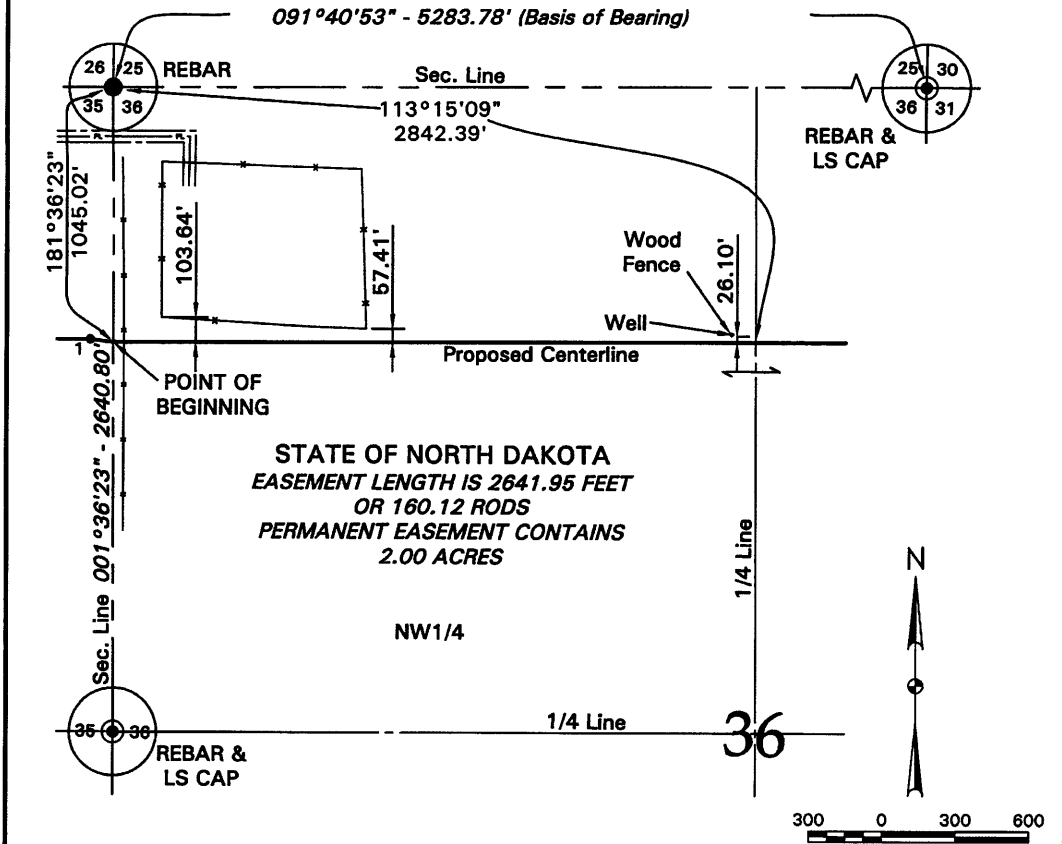 091°40'53" - 5283.78' (Basis of Bearing)
26 25
35 36
REBAR
Sec. Line
25 30
36 31
REBAR &
LS CAP
113°15'09"
2842.39'
181°36'23"
1045.02'
103.64'
57.41'
Wood
Fence
26.10'
Well
1
Proposed Centerline
POINT OF
BEGINNING
STATE OF NORTH DAKOTA
EASEMENT LENGTH IS 2641.95 FEET
OR 160.12 RODS
PERMANENT EASEMENT CONTAINS
2.00 ACRES
Sec. Line 001°36'23" - 2640.80'
1/4 Line
N
NW1/4
35 36
REBAR &
LS CAP
1/4 Line
36
300 0 300 600